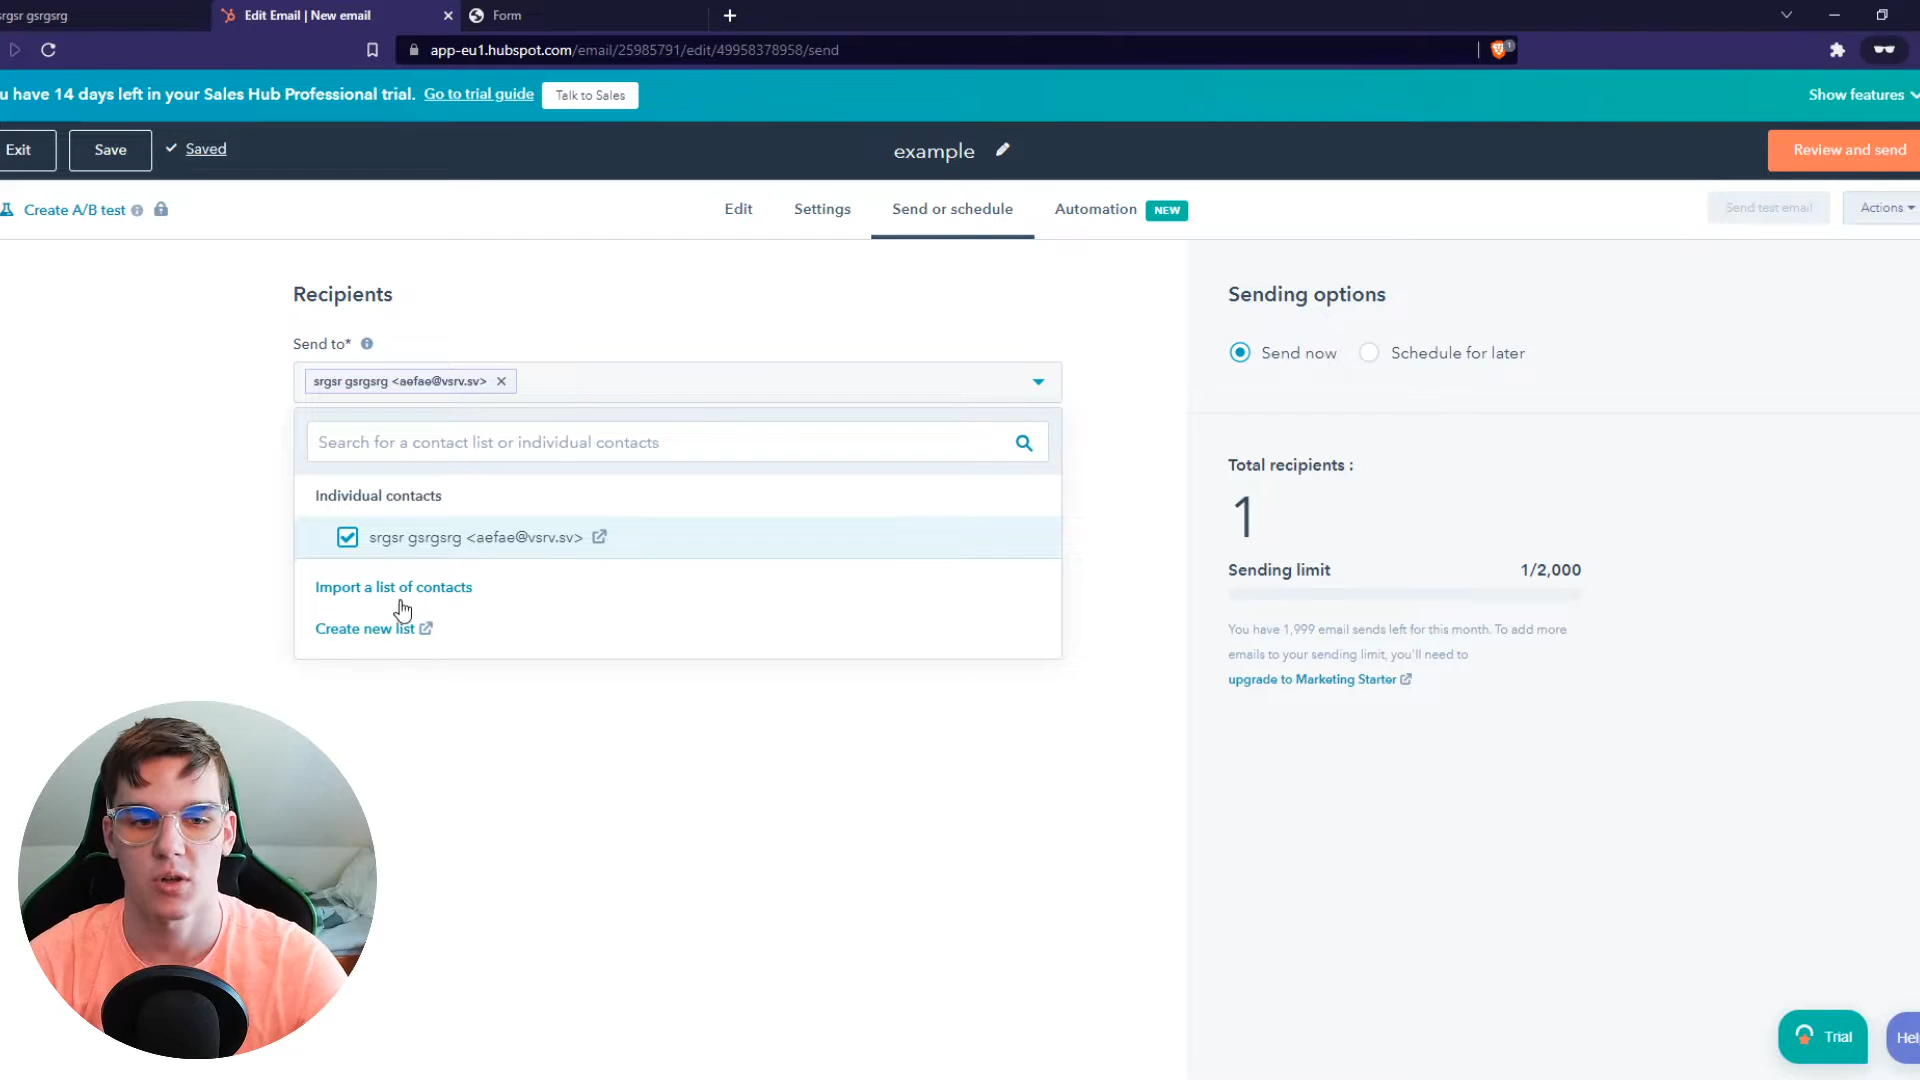 srgsr gsrgsrg
Edit Email | New email
Form
app-eu1.hubspot.com/email/25985791/edit/49958378958/send
1
u have 14 days left in your Sales Hub Professional trial. Go to trial guide Talk to Sales
Show features
Exit
Save
Saved
example
Review and send
Create A/B test
Edit
Settings
Send or schedule
Automation NEW
Send test email
Actions
Recipients
Send to*
srgsr gsrgsrg <aefae@vsrv.sv>
Search for a contact list or individual contacts
Individual contacts
srgsr gsrgsrg <aefae@vsrv.sv>
Import a list of contacts
Create new list
Sending options
Send now
Schedule for later
Total recipients :
1
Sending limit
1/2,000
You have 1,999 email sends left for this month. To add more
emails to your sending limit, you'll need to
upgrade to Marketing Starter
Trial
Hel